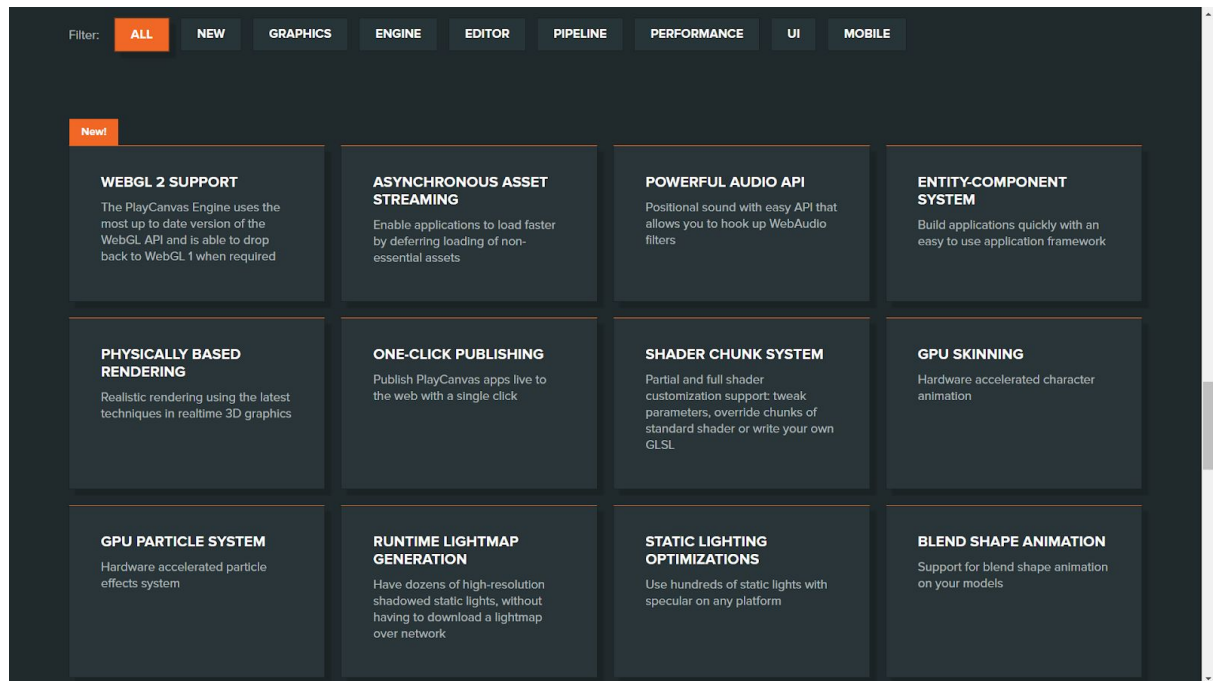 Filter: ALL NEW GRAPHICS ENGINE EDITOR PIPELINE PERFORMANCE UI MOBILE
New!
WEBGL 2 SUPPORT
The PlayCanvas Engine uses the
most up to date version of the
WebGL API and is able to drop
back to WebGL 1 when required
ASYNCHRONOUS ASSET
STREAMING
Enable applications to load faster
by deferring loading of non-
essential assets
POWERFUL AUDIO API
Positional sound with easy API that
allows you to hook up WebAudio
filters
ENTITY-COMPONENT
SYSTEM
Build applications quickly with an
easy to use application framework
PHYSICALLY BASED
RENDERING
Realistic rendering using the latest
techniques in realtime 3D graphics
ONE-CLICK PUBLISHING
Publish PlayCanvas apps live to
the web with a single click
SHADER CHUNK SYSTEM
Partial and full shader
customization support: tweak
parameters, override chunks of
standard shader or write your own
GLSL
GPU SKINNING
Hardware accelerated character
animation
GPU PARTICLE SYSTEM
Hardware accelerated particle
effects system
RUNTIME LIGHTMAP
GENERATION
Have dozens of high-resolution
shadowed static lights, without
having to download a lightmap
over network
STATIC LIGHTING
OPTIMIZATIONS
Use hundreds of static lights with
specular on any platform
BLEND SHAPE ANIMATION
Support for blend shape animation
on your models